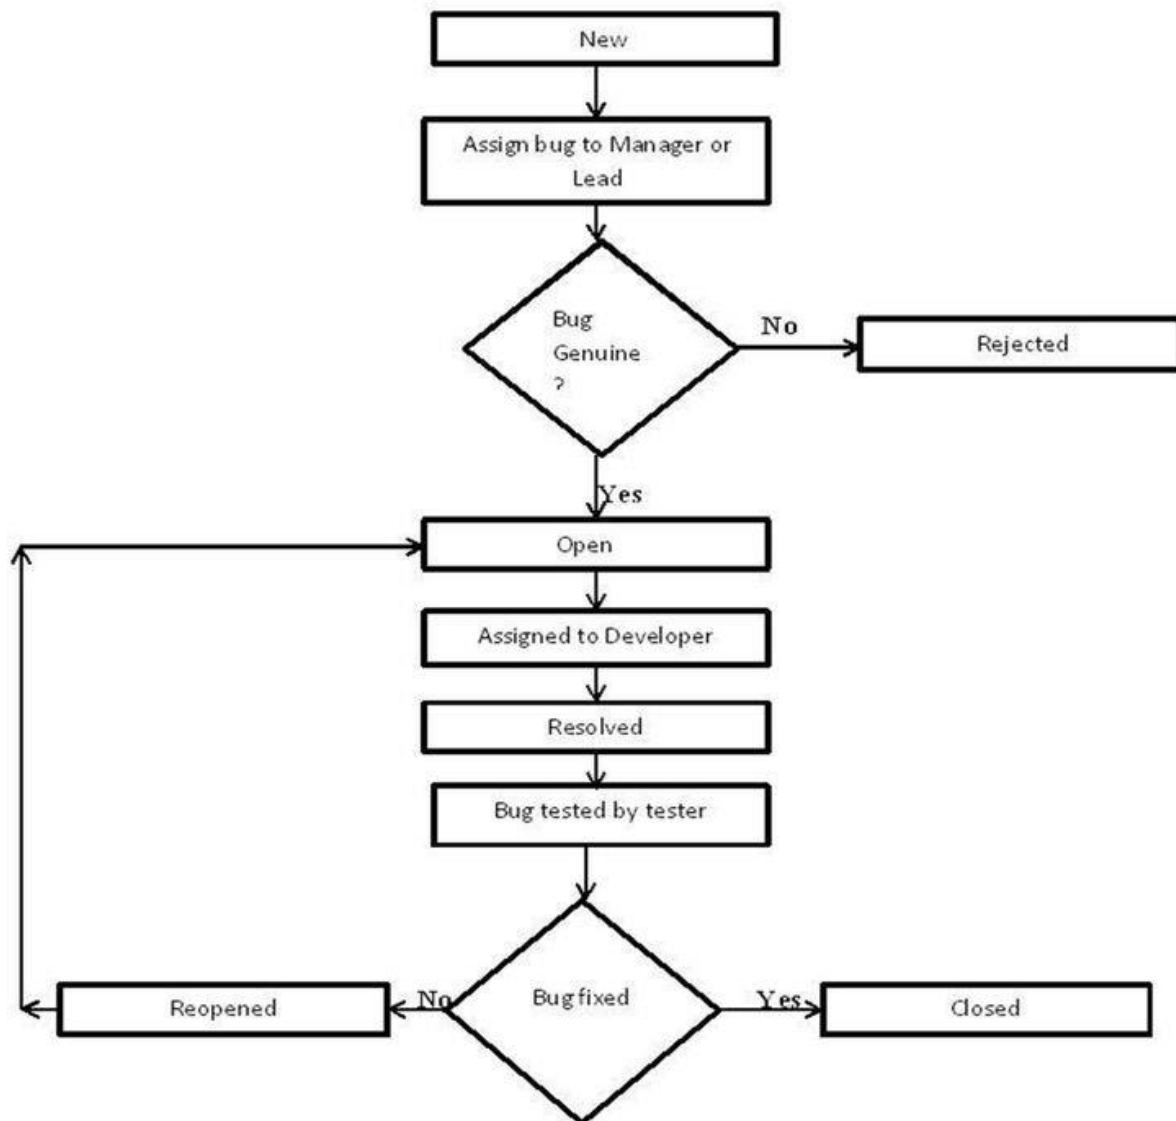 New
Assign bug to Manager or
Lead
Bug
Genuine
?
No
Rejected
Yes
Open
Assigned to Developer
Resolved
Bug tested by tester
Reopened
No
Bug fixed
Yes
Closed